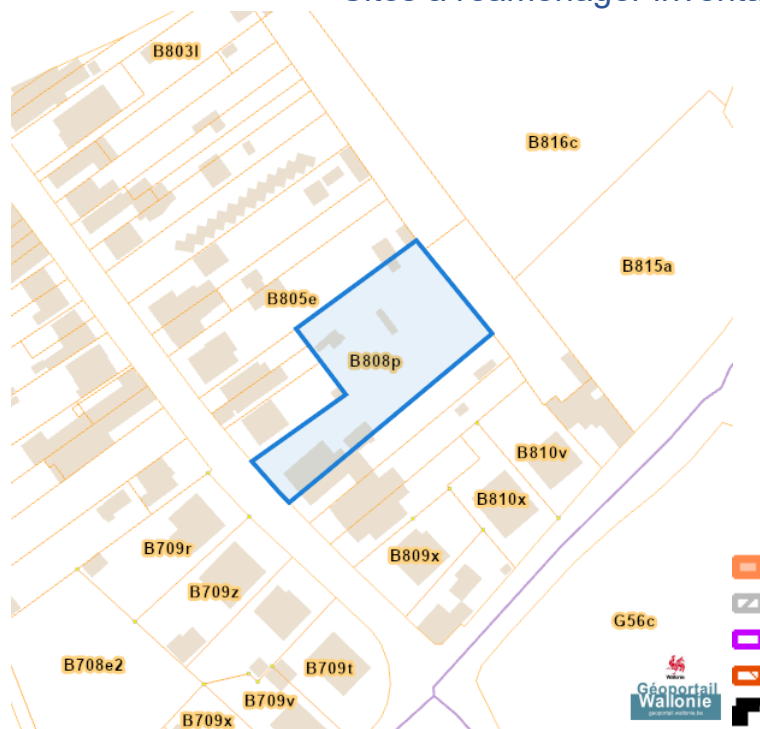 B803l
B816c
B815a
B805e
B808p
B810v
B810x
B809x
B709r
B709z
G56c
B708e2
B709t
B709v
B709x
Wallonie
Géoportail
Wallonie
geoportail.wallonie.be